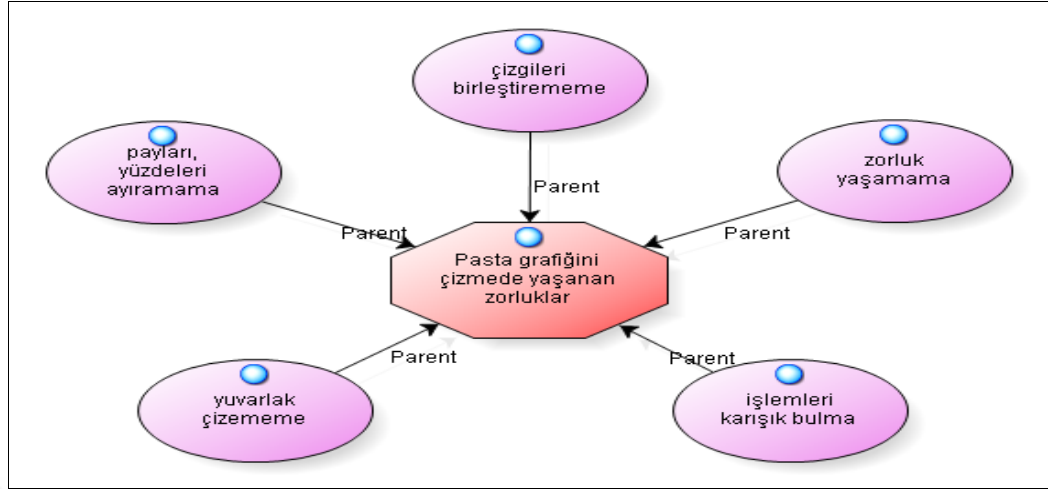 çizgileri
birleştirememe
payları,
yüzdeleri
ayıramama
zorluk
yaşamama
Parent
Parent
Parent
Pasta grafiğini
çizmede yaşanan
zorluklar
Parent
Parent
yuvarlak
çizememe
işlemleri
karışık bulma